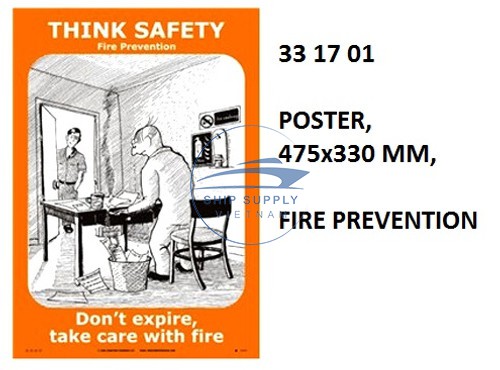 THINK SAFETY
Fire Prevention
Don't expire,
take care with fire
33 17 01
POSTER,
475x330 MM,
FIRE PREVENTION
SHIP SUPPLY
VIETNAM